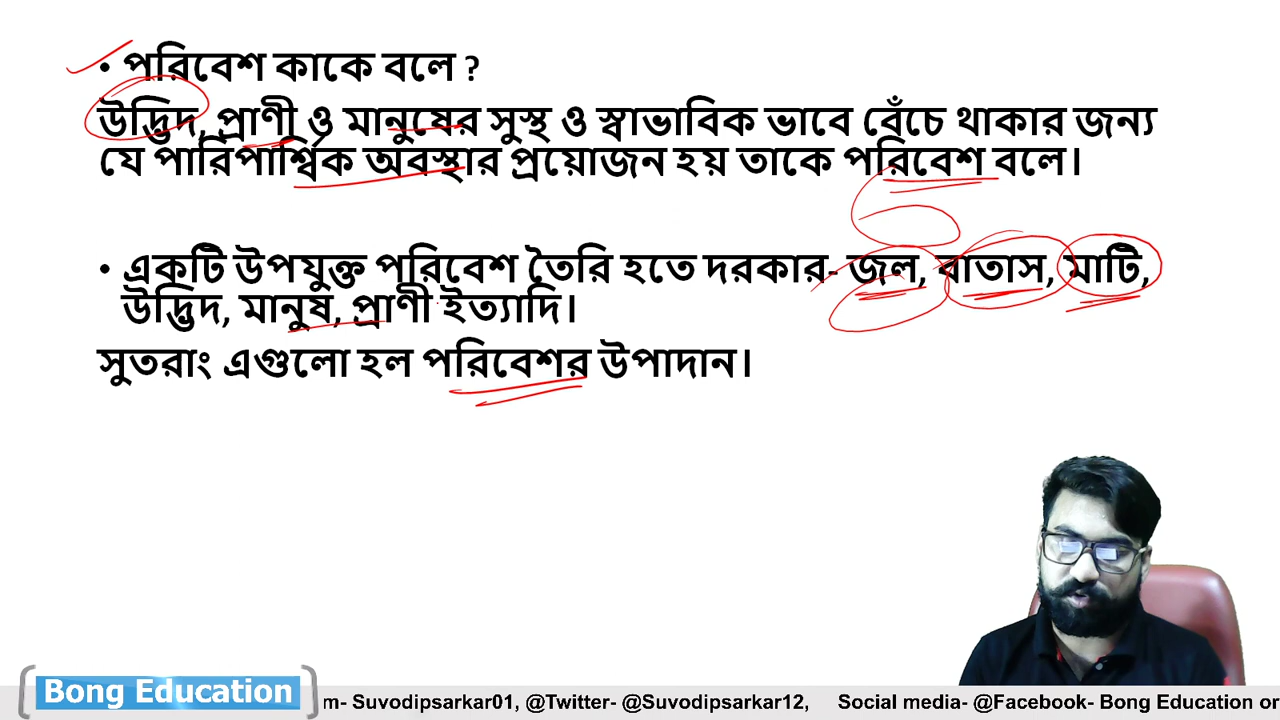 • পরিবেশ কাকে বলে ?
উদ্ভিদ, প্রাণী ও মানুষের সুস্থ ও স্বাভাবিক ভাবে বেঁচে থাকার জন্য
যে পারিপার্শ্বিক অবস্থার প্রয়োজন হয় তাকে পরিবেশ বলে।
• একটি উপযুক্ত পরিবেশ তৈরি হতে দরকার- জল, বাতাস, মাটি,
উদ্ভিদ, মানুষ, প্রাণী ইত্যাদি।
সুতরাং এগুলো হল পরিবেশর উপাদান।
Bong Education
m- Suvodipsarkar01, @Twitter- @Suvodipsarkar12, Social media- @Facebook- Bong Education or